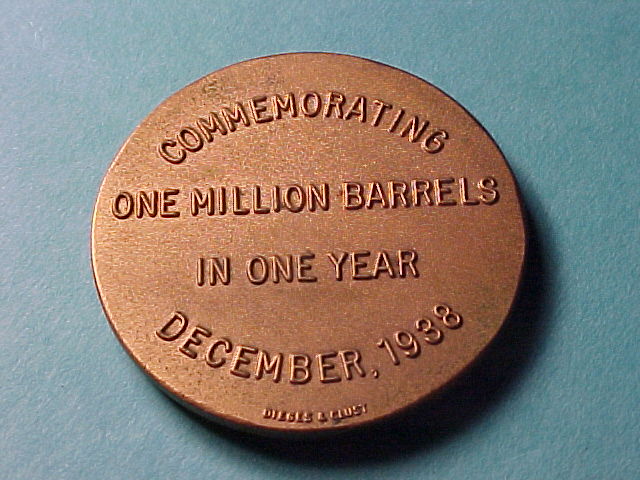 COMMEMORATING
ONE MILLION BARRELS
IN ONE YEAR
DECEMBER, 1938
DIEGES & CLUST